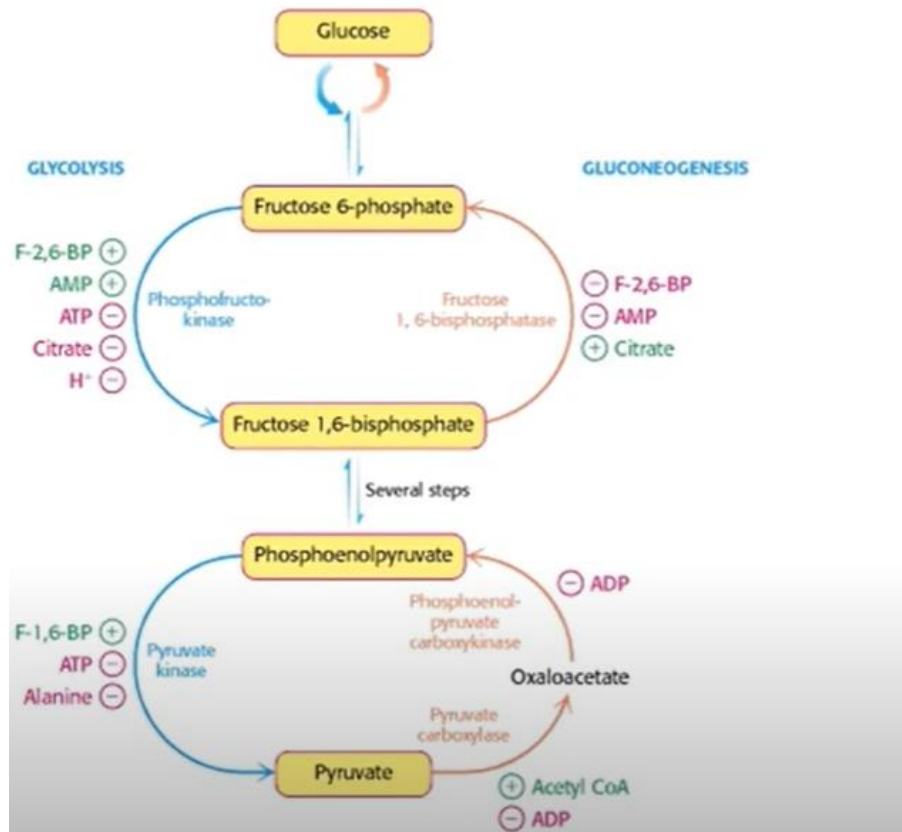 Glucose
GLYCOLYSIS
GLUCONEOGENESIS
Fructose 6-phosphate
F-2,6-BP +
AMP +
ATP −
Citrate −
H+ −
Phosphofructo-
kinase
Fructose
1, 6-bisphosphatase
− F-2,6-BP
− AMP
+ Citrate
Fructose 1,6-bisphosphate
Several steps
Phosphoenolpyruvate
− ADP
Phosphoenol-
pyruvate
carboxykinase
F-1,6-BP +
ATP −
Alanine −
Pyruvate
kinase
Oxaloacetate
Pyruvate
carboxylase
Pyruvate
+ Acetyl CoA
− ADP